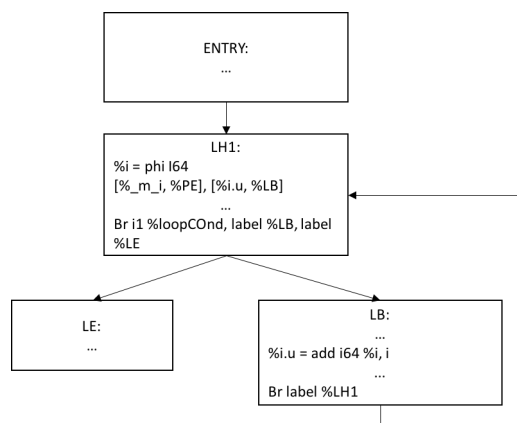 ENTRY:
...
LH1:
%i = phi I64
[%_m_i, %PE], [%i.u, %LB]
...
Br i1 %loopCOnd, label %LB, label
%LE
LE:
...
LB:
...
%i.u = add i64 %i, i
...
Br label %LH1